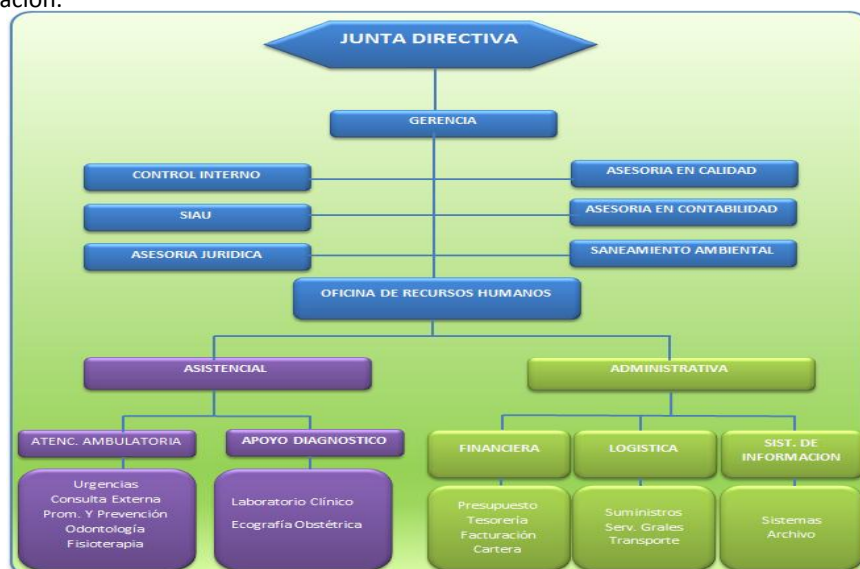 ación.
JUNTA DIRECTIVA
GERENCIA
CONTROL INTERNO
ASESORIA EN CALIDAD
SIAU
ASESORIA EN CONTABILIDAD
ASESORIA JURIDICA
SANEAMIENTO AMBIENTAL
OFICINA DE RECURSOS HUMANOS
ASISTENCIAL
ADMINISTRATIVA
ATENC. AMBULATORIA
APOYO DIAGNOSTICO
FINANCIERA
LOGISTICA
SIST. DE
INFORMACION
Urgencias
Consulta Externa
Prom. Y Prevención
Odontología
Fisioterapia
Laboratorio Clínico
Ecografía Obstétrica
Presupuesto
Tesorería
Facturación
Cartera
Suministros
Serv. Grales
Transporte
Sistemas
Archivo